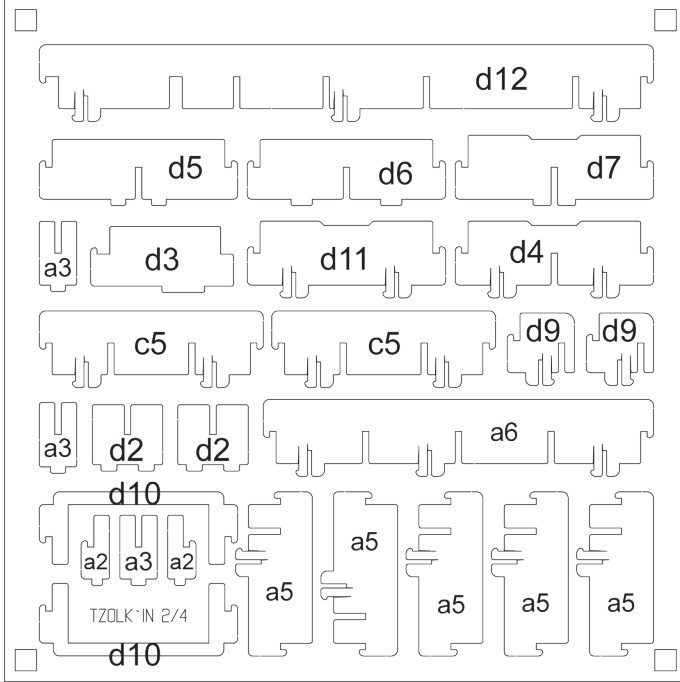 d12
d5 d6 d7
a3 d3 d11 d4
c5 c5 d9 d9
a3 d2 d2 a6
d10
a2 a3 a2 a5 a5 a5 a5 a5
TZOLK`IN 2/4
d10